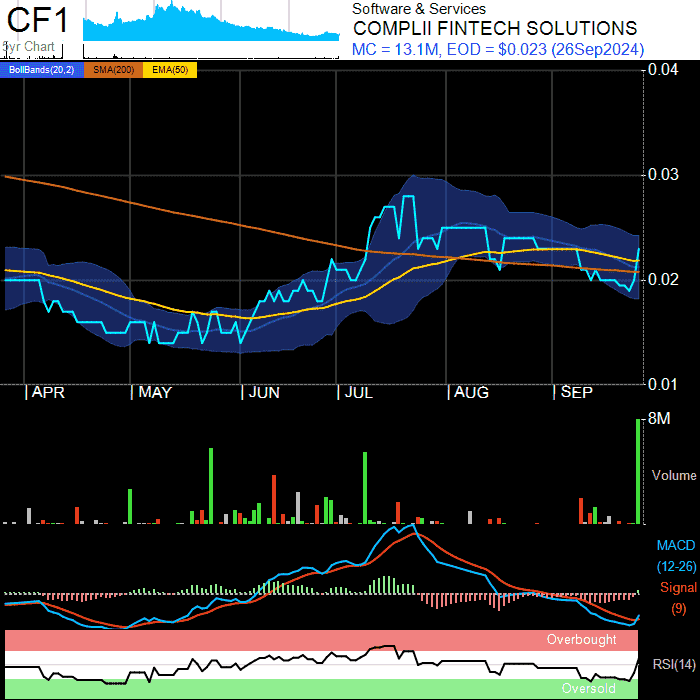 CF1
5yr Chart
Software & Services
COMPLII FINTECH SOLUTIONS
MC = 13.1M, EOD = $0.023 (26Sep2024)
BollBands(20,2) SMA(200) EMA(50)
0.04
0.03
0.02
0.01
APR MAY JUN JUL AUG SEP
8M
Volume
MACD
(12-26)
Signal
(9)
Overbought
RSI(14)
Oversold